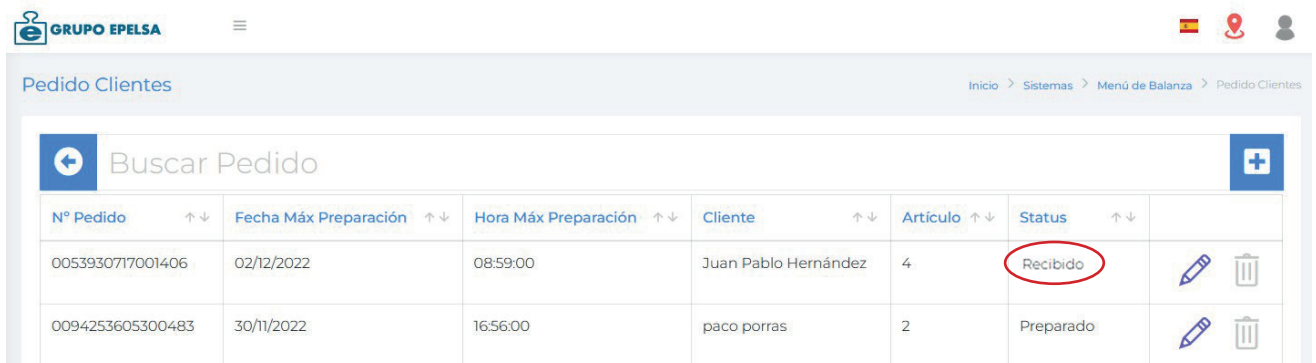 GRUPO EPELSA
Pedido Clientes
Inicio > Sistemas > Menú de Balanza > Pedido Clientes
Buscar Pedido
Nº Pedido Fecha Máx Preparación Hora Máx Preparación Cliente Artículo Status
0053930717001406 02/12/2022 08:59:00 Juan Pablo Hernández 4 Recibido
0094253605300483 30/11/2022 16:56:00 paco porras 2 Preparado